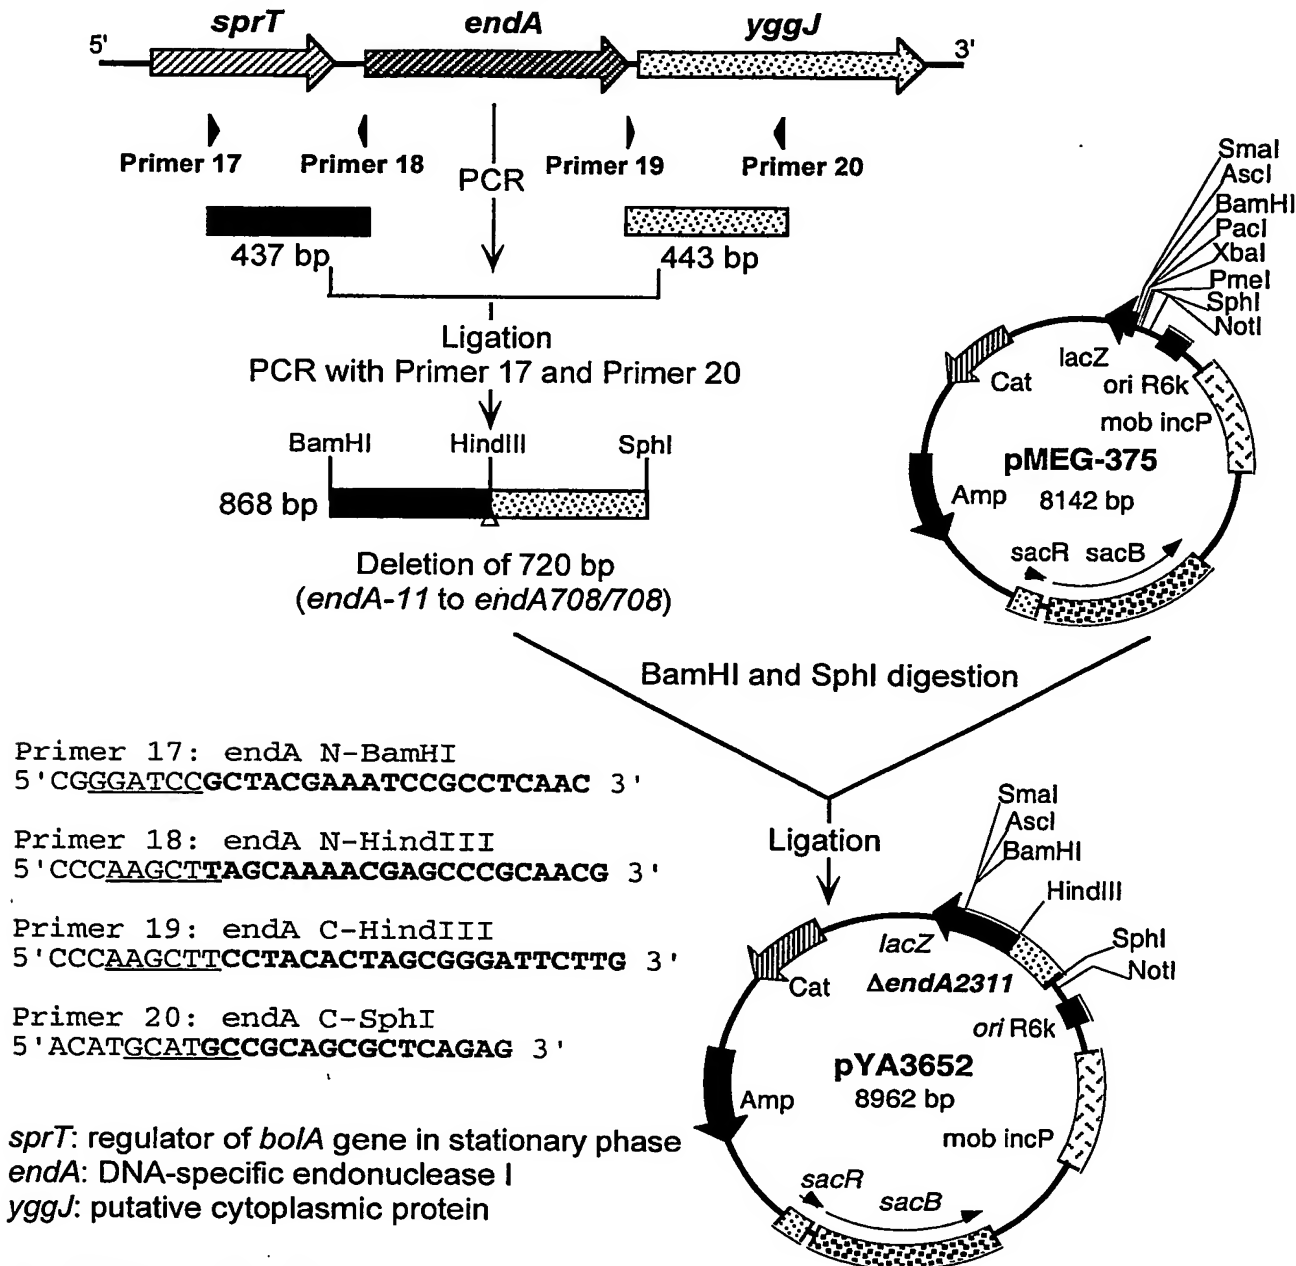 sprT endA yggJ
5' 3'
Primer 17 Primer 18 Primer 19 Primer 20
PCR
437 bp 443 bp
Ligation
PCR with Primer 17 and Primer 20
BamHI HindIII SphI
868 bp
Deletion of 720 bp
(endA-11 to endA708/708)
SmaI
AscI
BamHI
PacI
XbaI
PmeI
SphI
NotI
lacZ
Cat
ori R6k
mob incP
pMEG-375
8142 bp
Amp
sacR sacB
BamHI and SphI digestion
Ligation
Primer 17: endA N-BamHI
5'CGGGATCCGCTACGAAATCCGCCTCAAC 3'
Primer 18: endA N-HindIII
5'CCCAAGCTTAGCAAAACGAGCCCGCAACG 3'
Primer 19: endA C-HindIII
5'CCCAAGCTTCCTACACTAGCGGGATTCTTG 3'
Primer 20: endA C-SphI
5'ACATGCATGCCGCAGCGCTCAGAG 3'
sprT: regulator of bolA gene in stationary phase
endA: DNA-specific endonuclease I
yggJ: putative cytoplasmic protein
SmaI
AscI
BamHI
HindIII
SphI
NotI
lacZ
Cat
ΔendA2311
ori R6k
pYA3652
8962 bp
Amp
mob incP
sacR
sacB